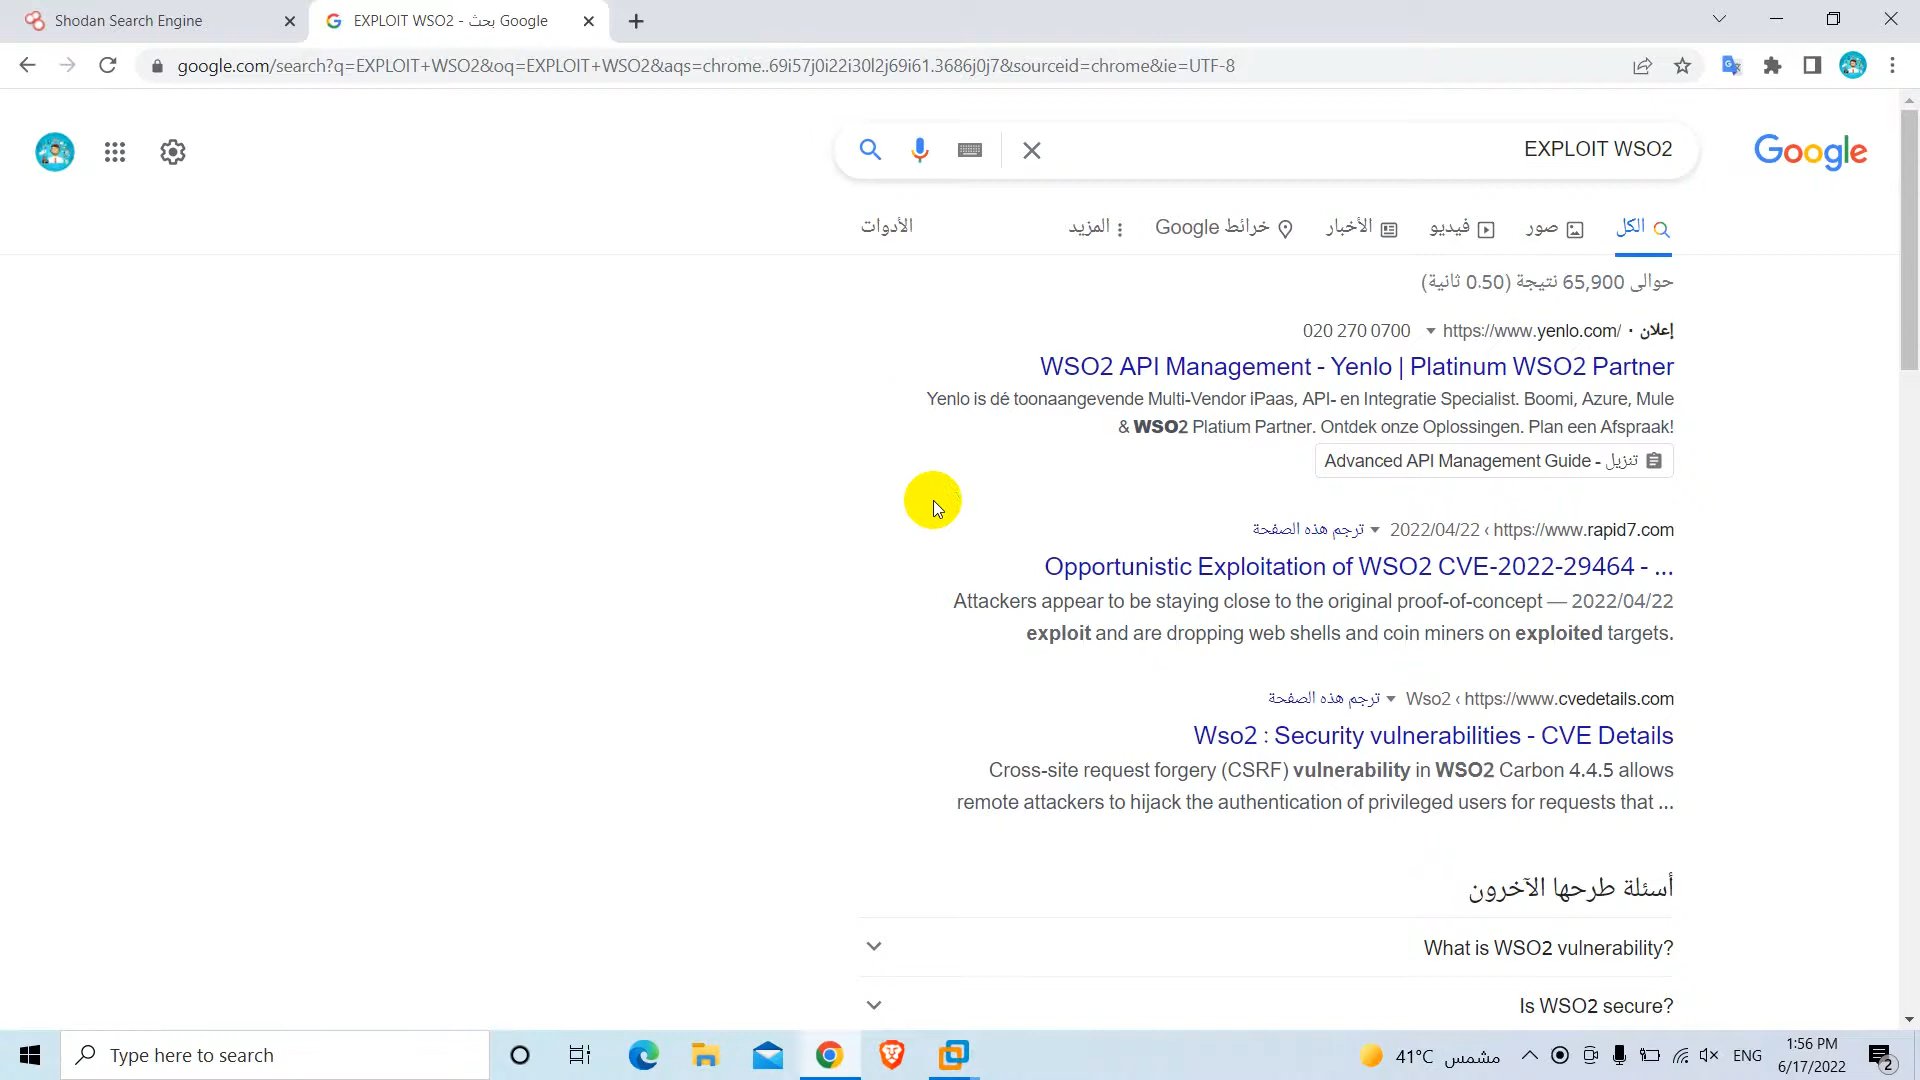 Shodan Search Engine
EXPLOIT WSO2 - بحث Google
google.com/search?q=EXPLOIT+WSO2&oq=EXPLOIT+WSO2&aqs=chrome..69i57j0i22i30l2j69i61.3686j0j7&sourceid=chrome&ie=UTF-8
EXPLOIT WSO2
Google
الكل
صور
فيديو
الأخبار
خرائط Google
المزيد
الأدوات
حوالى 65,900 نتيجة (0.50 ثانية)
إعلان · https://www.yenlo.com/ 020 270 0700
WSO2 API Management - Yenlo | Platinum WSO2 Partner
Yenlo is dé toonaangevende Multi-Vendor iPaas, API- en Integratie Specialist. Boomi, Azure, Mule
& WSO2 Platium Partner. Ontdek onze Oplossingen. Plan een Afspraak!
تنزيل - Advanced API Management Guide
https://www.rapid7.com › 2022/04/22 ترجم هذه الصفحة
Opportunistic Exploitation of WSO2 CVE-2022-29464 - ...
2022/04/22 — Attackers appear to be staying close to the original proof-of-concept
exploit and are dropping web shells and coin miners on exploited targets.
https://www.cvedetails.com › Wso2 ترجم هذه الصفحة
Wso2 : Security vulnerabilities - CVE Details
Cross-site request forgery (CSRF) vulnerability in WSO2 Carbon 4.4.5 allows
remote attackers to hijack the authentication of privileged users for requests that ...
أسئلة طرحها الآخرون
What is WSO2 vulnerability?
Is WSO2 secure?
Type here to search
41°C مشمس
ENG
1:56 PM
6/17/2022
2